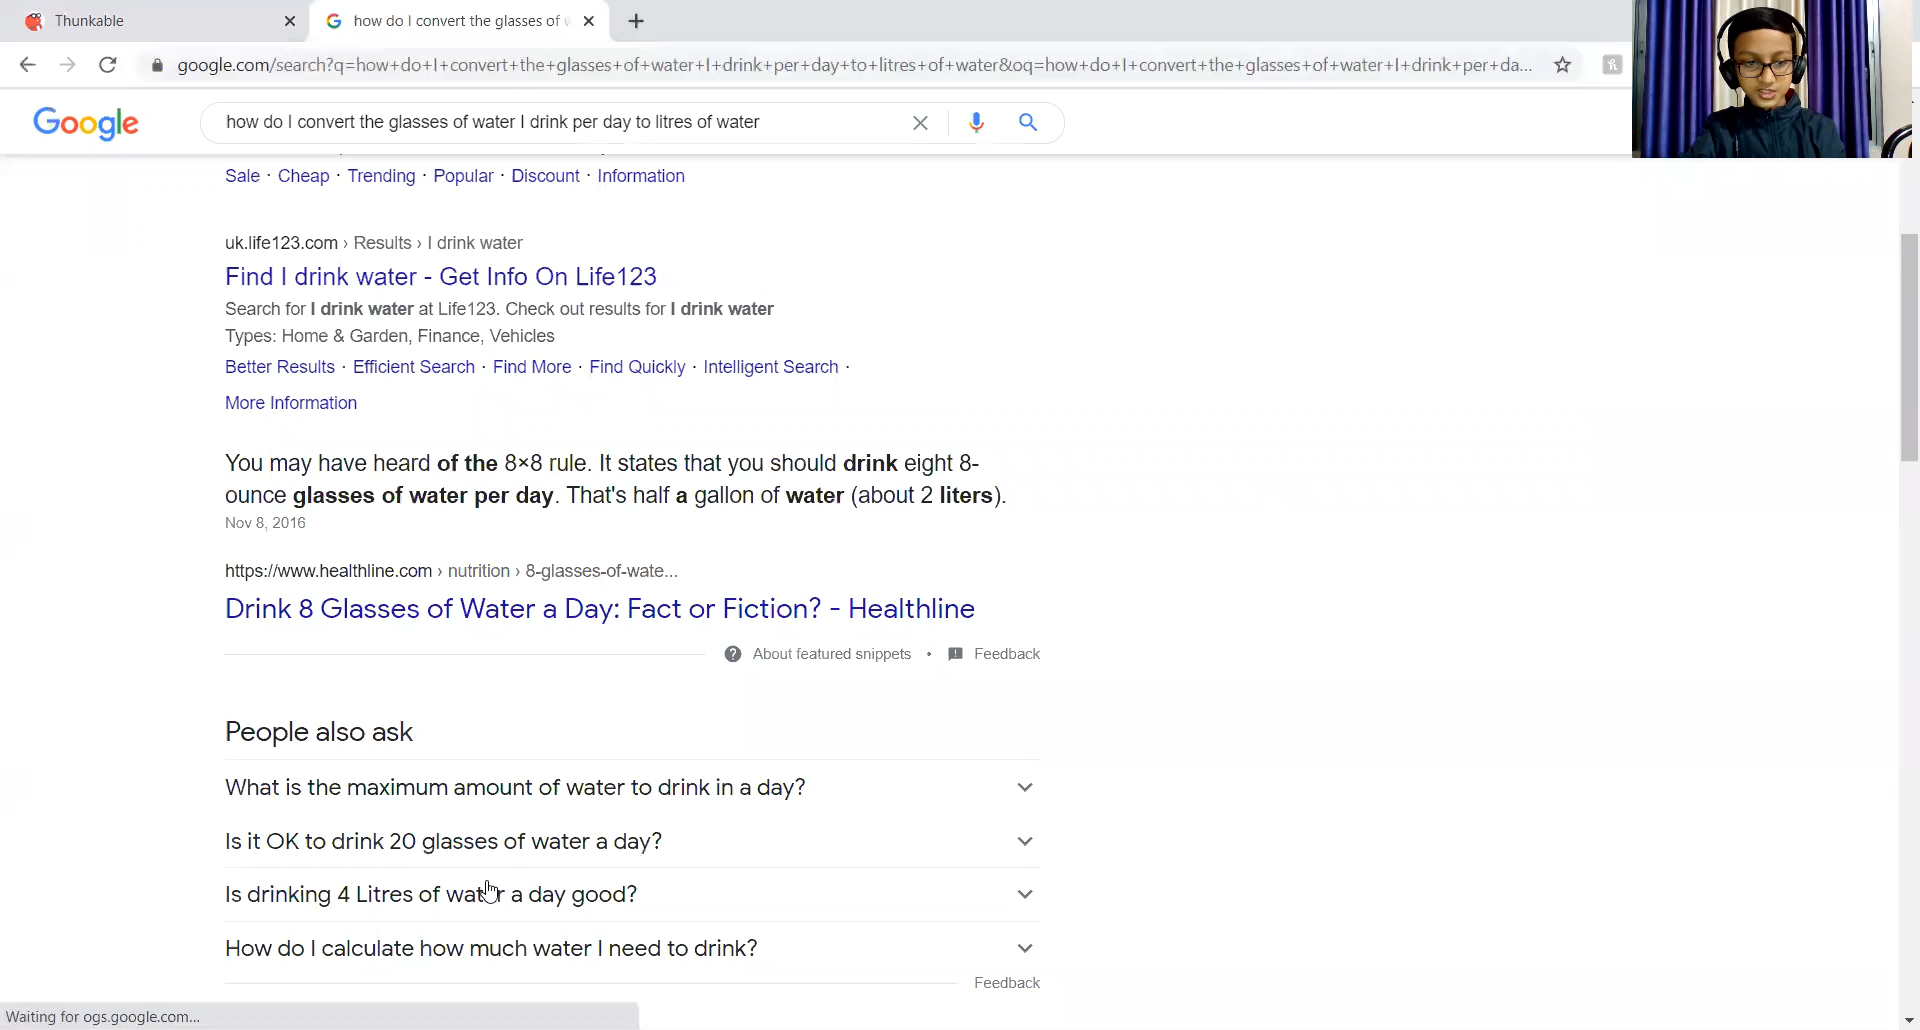 Thunkable
how do I convert the glasses of w
google.com/search?q=how+do+I+convert+the+glasses+of+water+I+drink+per+day+to+litres+of+water&oq=how+do+I+convert+the+glasses+of+water+I+drink+per+da...
Google
how do I convert the glasses of water I drink per day to litres of water
Sale · Cheap · Trending · Popular · Discount · Information
uk.life123.com › Results › I drink water
Find I drink water - Get Info On Life123
Search for I drink water at Life123. Check out results for I drink water
Types: Home & Garden, Finance, Vehicles
Better Results · Efficient Search · Find More · Find Quickly · Intelligent Search ·
More Information
You may have heard of the 8×8 rule. It states that you should drink eight 8-
ounce glasses of water per day. That's half a gallon of water (about 2 liters).
Nov 8, 2016
https://www.healthline.com › nutrition › 8-glasses-of-wate...
Drink 8 Glasses of Water a Day: Fact or Fiction? - Healthline
About featured snippets • Feedback
People also ask
What is the maximum amount of water to drink in a day?
Is it OK to drink 20 glasses of water a day?
Is drinking 4 Litres of water a day good?
How do I calculate how much water I need to drink?
Feedback
Waiting for ogs.google.com...